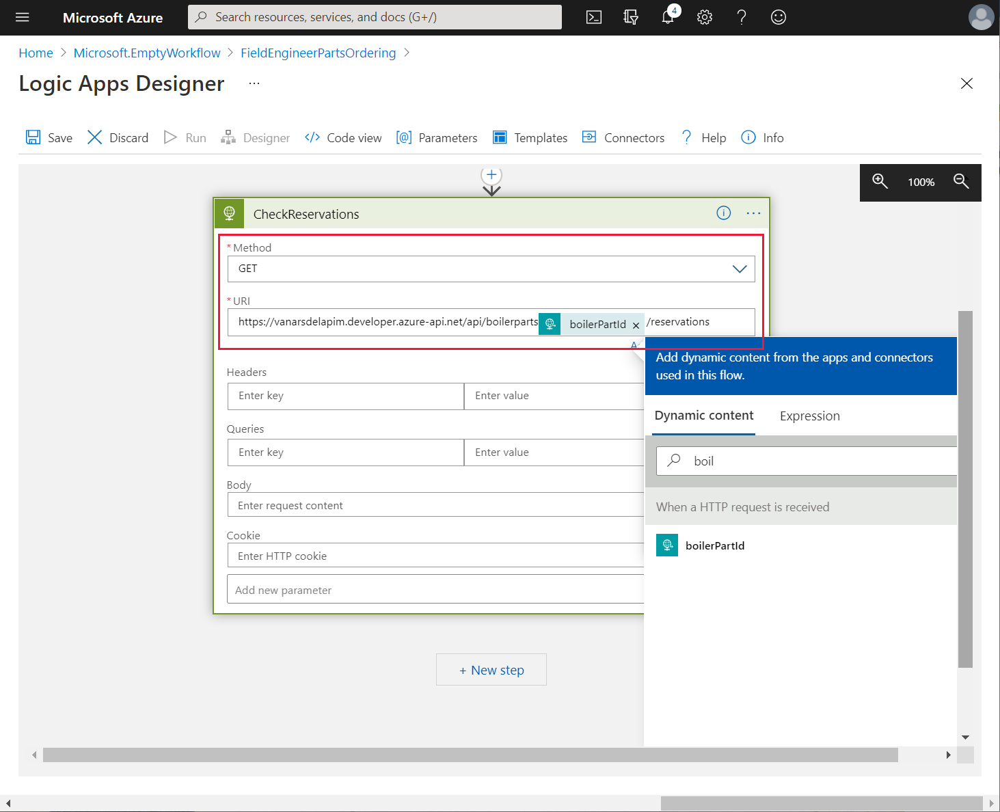 Microsoft Azure
Search resources, services, and docs (G+/)
4
Home > Microsoft.EmptyWorkflow > FieldEngineerPartsOrdering >
Logic Apps Designer ...
Save Discard Run Designer Code view Parameters Templates Connectors Help Info
100%
CheckReservations
* Method
GET
* URI
https://vanarsdelapim.developer.azure-api.net/api/boilerparts boilerPartId × /reservations
Add dynamic content from the apps and connectors
used in this flow.
Headers
Enter key Enter value
Dynamic content Expression
Queries
Enter key Enter value
boil
Body
Enter request content
When a HTTP request is received
Cookie
Enter HTTP cookie
boilerPartId
Add new parameter
+ New step